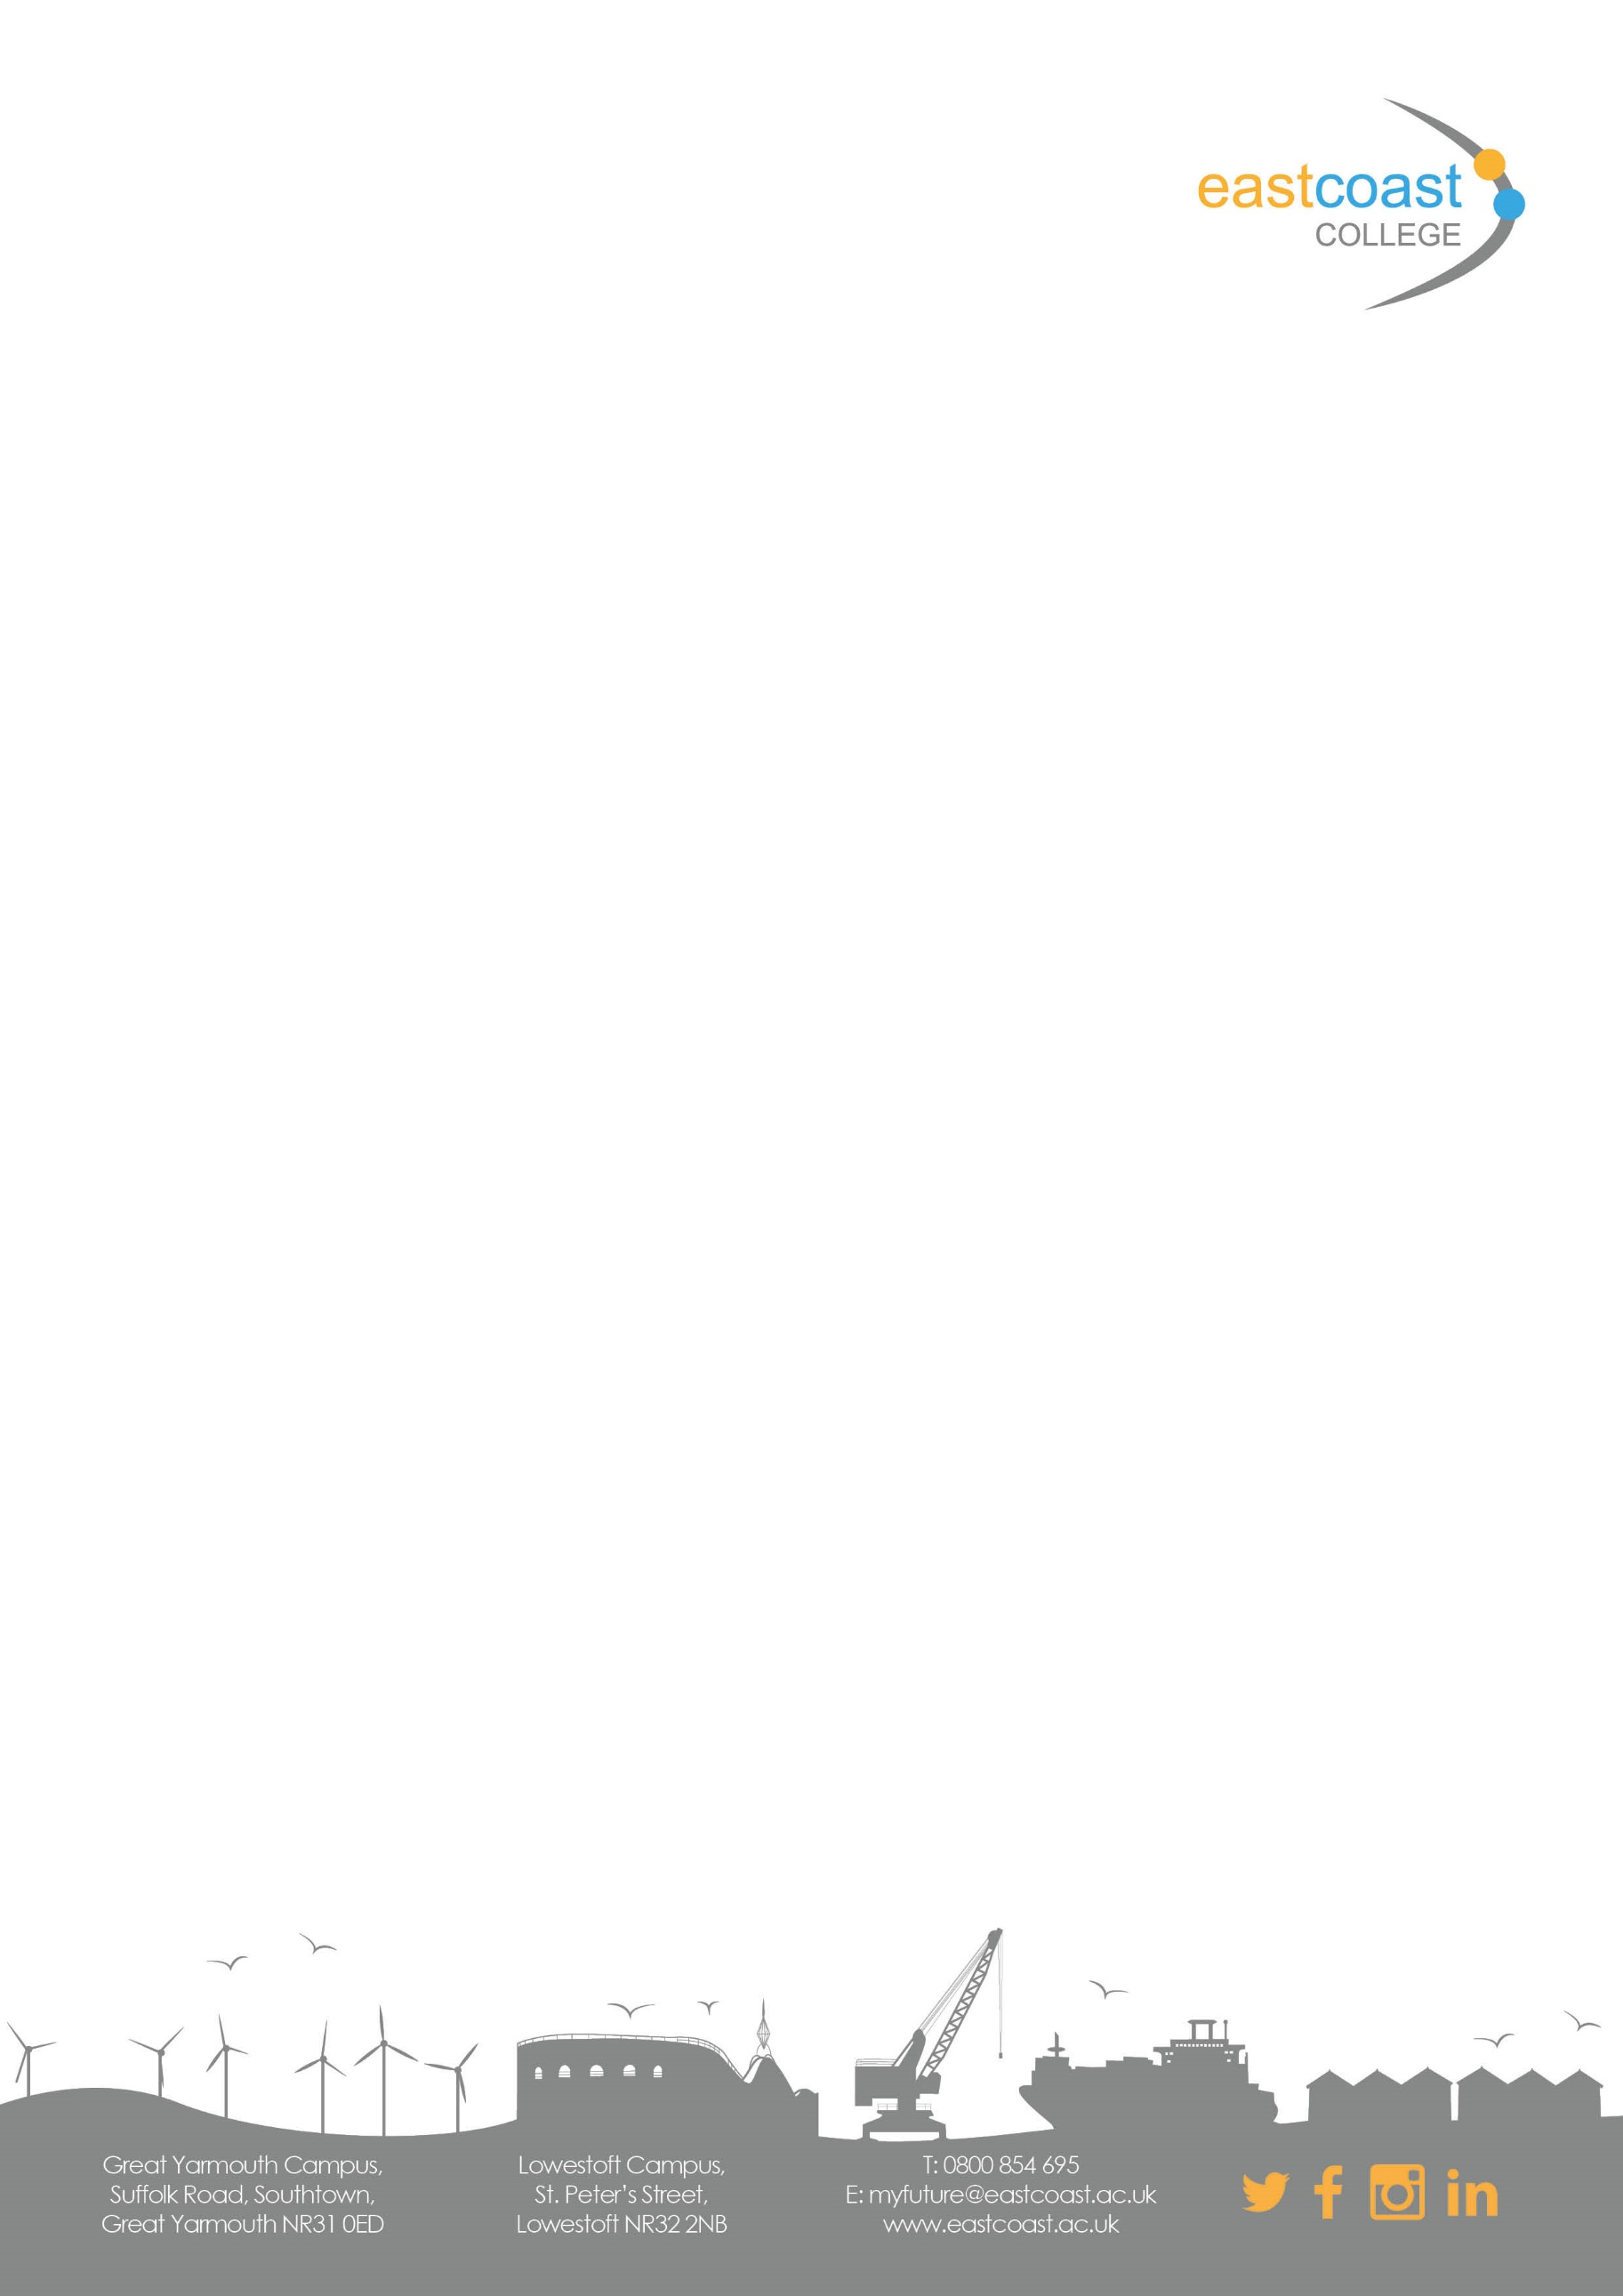 eastcoast
COLLEGE
Great Yarmouth Campus,
Suffolk Road, Southtown,
Great Yarmouth NR31 0ED
Lowestoft Campus,
St. Peter's Street,
Lowestoft NR32 2NB
T: 0800 854 695
E: myfuture@eastcoast.ac.uk
www.eastcoast.ac.uk